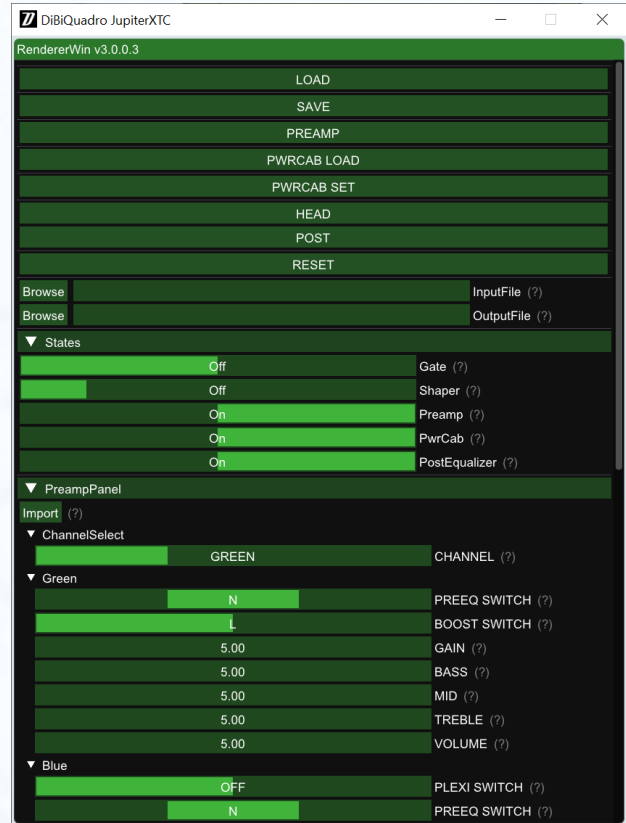 DiBiQuadro JupiterXTC
RendererWin v3.0.0.3
LOAD
SAVE
PREAMP
PWRCAB LOAD
PWRCAB SET
HEAD
POST
RESET
Browse InputFile (?)
Browse OutputFile (?)
States
Off Gate (?)
Off Shaper (?)
On Preamp (?)
On PwrCab (?)
On PostEqualizer (?)
PreampPanel
Import (?)
ChannelSelect
GREEN CHANNEL (?)
Green
N PREEQ SWITCH (?)
L BOOST SWITCH (?)
5.00 GAIN (?)
5.00 BASS (?)
5.00 MID (?)
5.00 TREBLE (?)
5.00 VOLUME (?)
Blue
OFF PLEXI SWITCH (?)
N PREEQ SWITCH (?)